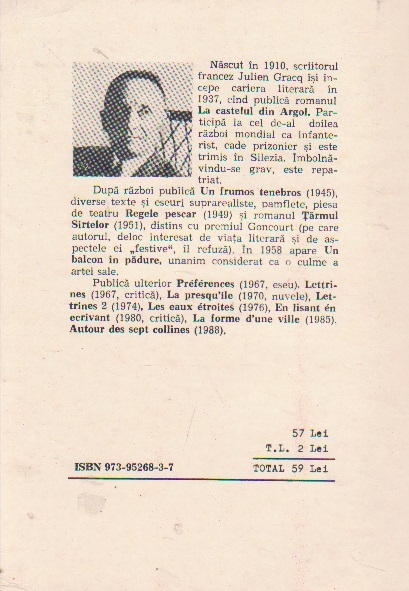 Născut în 1910, scriitorul
francez Julien Gracq își în-
cepe cariera literară în
1937, cînd publică romanul
La castelul din Argol. Par-
ticipă la cel de-al doilea
război mondial ca infante-
rist, cade prizonier și este
trimis în Silezia. Îmbolnă-
vindu-se grav, este repa-
triat.
După război publică Un frumos tenebros (1945),
diverse texte și eseuri suprarealiste, pamflete, piesa
de teatru Regele pescar (1949) și romanul Țărmul
Sirtelor (1951), distins cu premiul Goncourt (pe care
autorul, deloc interesat de viața literară și de as-
pectele ei „festive“, îl refuză). În 1958 apare Un
balcon în pădure, unanim considerat ca o culme a
artei sale.
Publică ulterior Préférences (1967, eseu), Lettri-
nes (1967, critică), La presqu'île (1970, nuvele), Let-
trines 2 (1974), Les eaux étroites (1976), En lisant én
ecrivant (1980, critică), La forme d'une ville (1985).
Autour des sept collines (1988).
57 Lei
T.L. 2 Lei
ISBN 973-95268-3-7
TOTAL 59 Lei